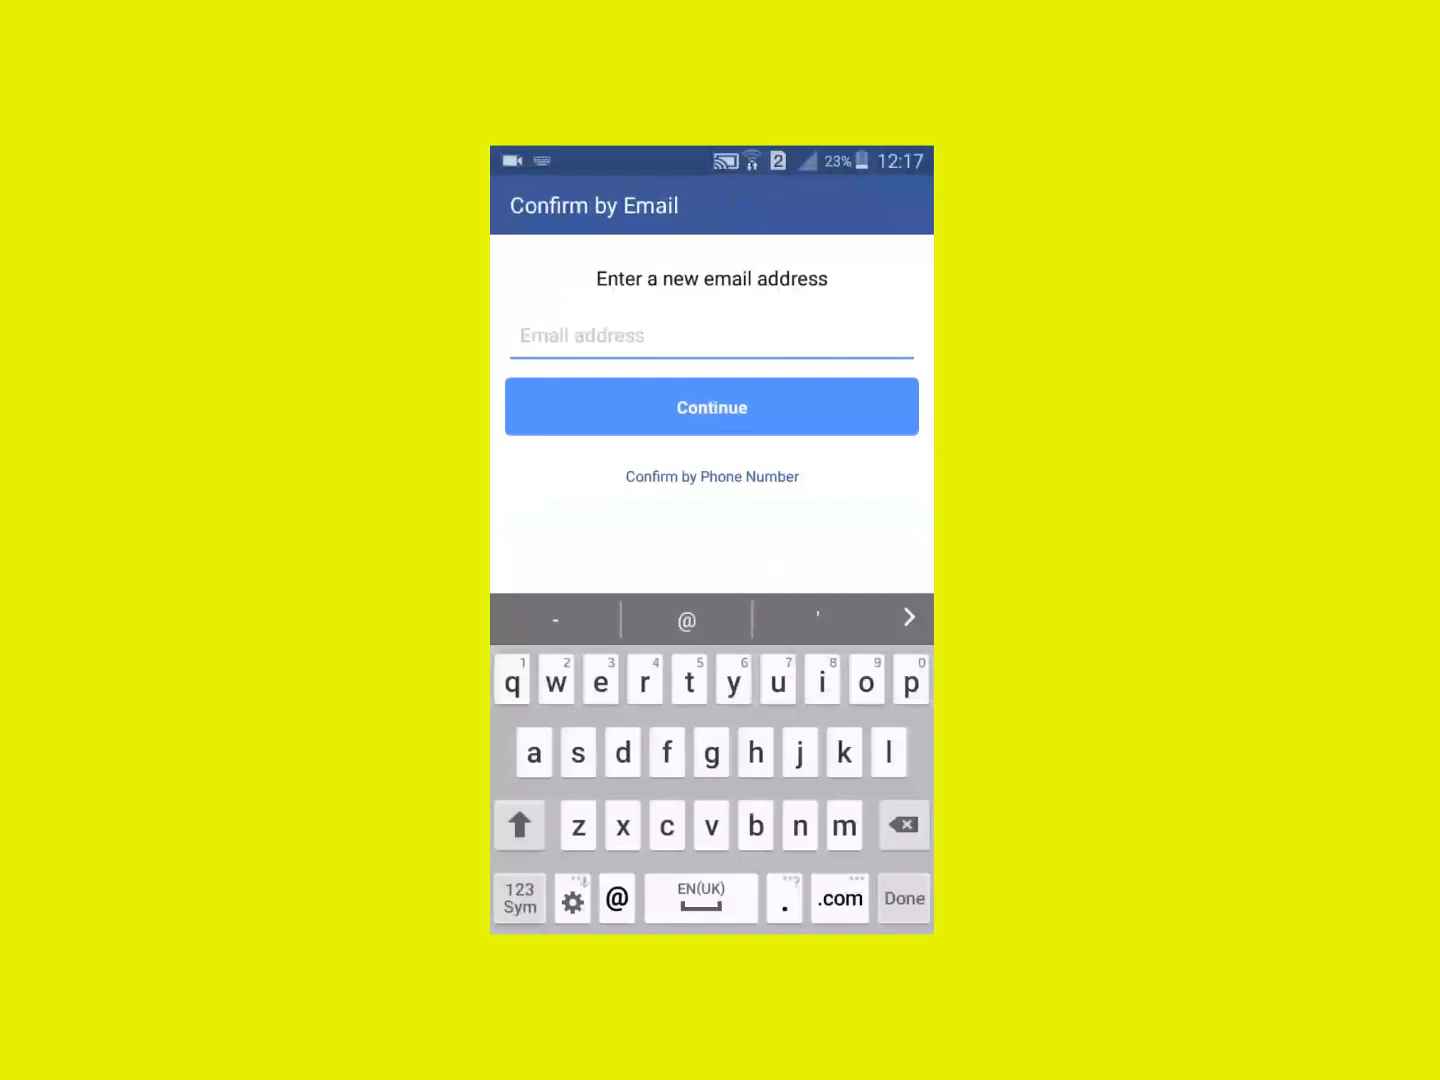 2 23% 12:17
Confirm by Email
Enter a new email address
Email address
Continue
Confirm by Phone Number
- @ '
1 2 3 4 5 6 7 8 9 0
q w e r t y u i o p
a s d f g h j k l
z x c v b n m
123 Sym @ EN(UK) . .com Done